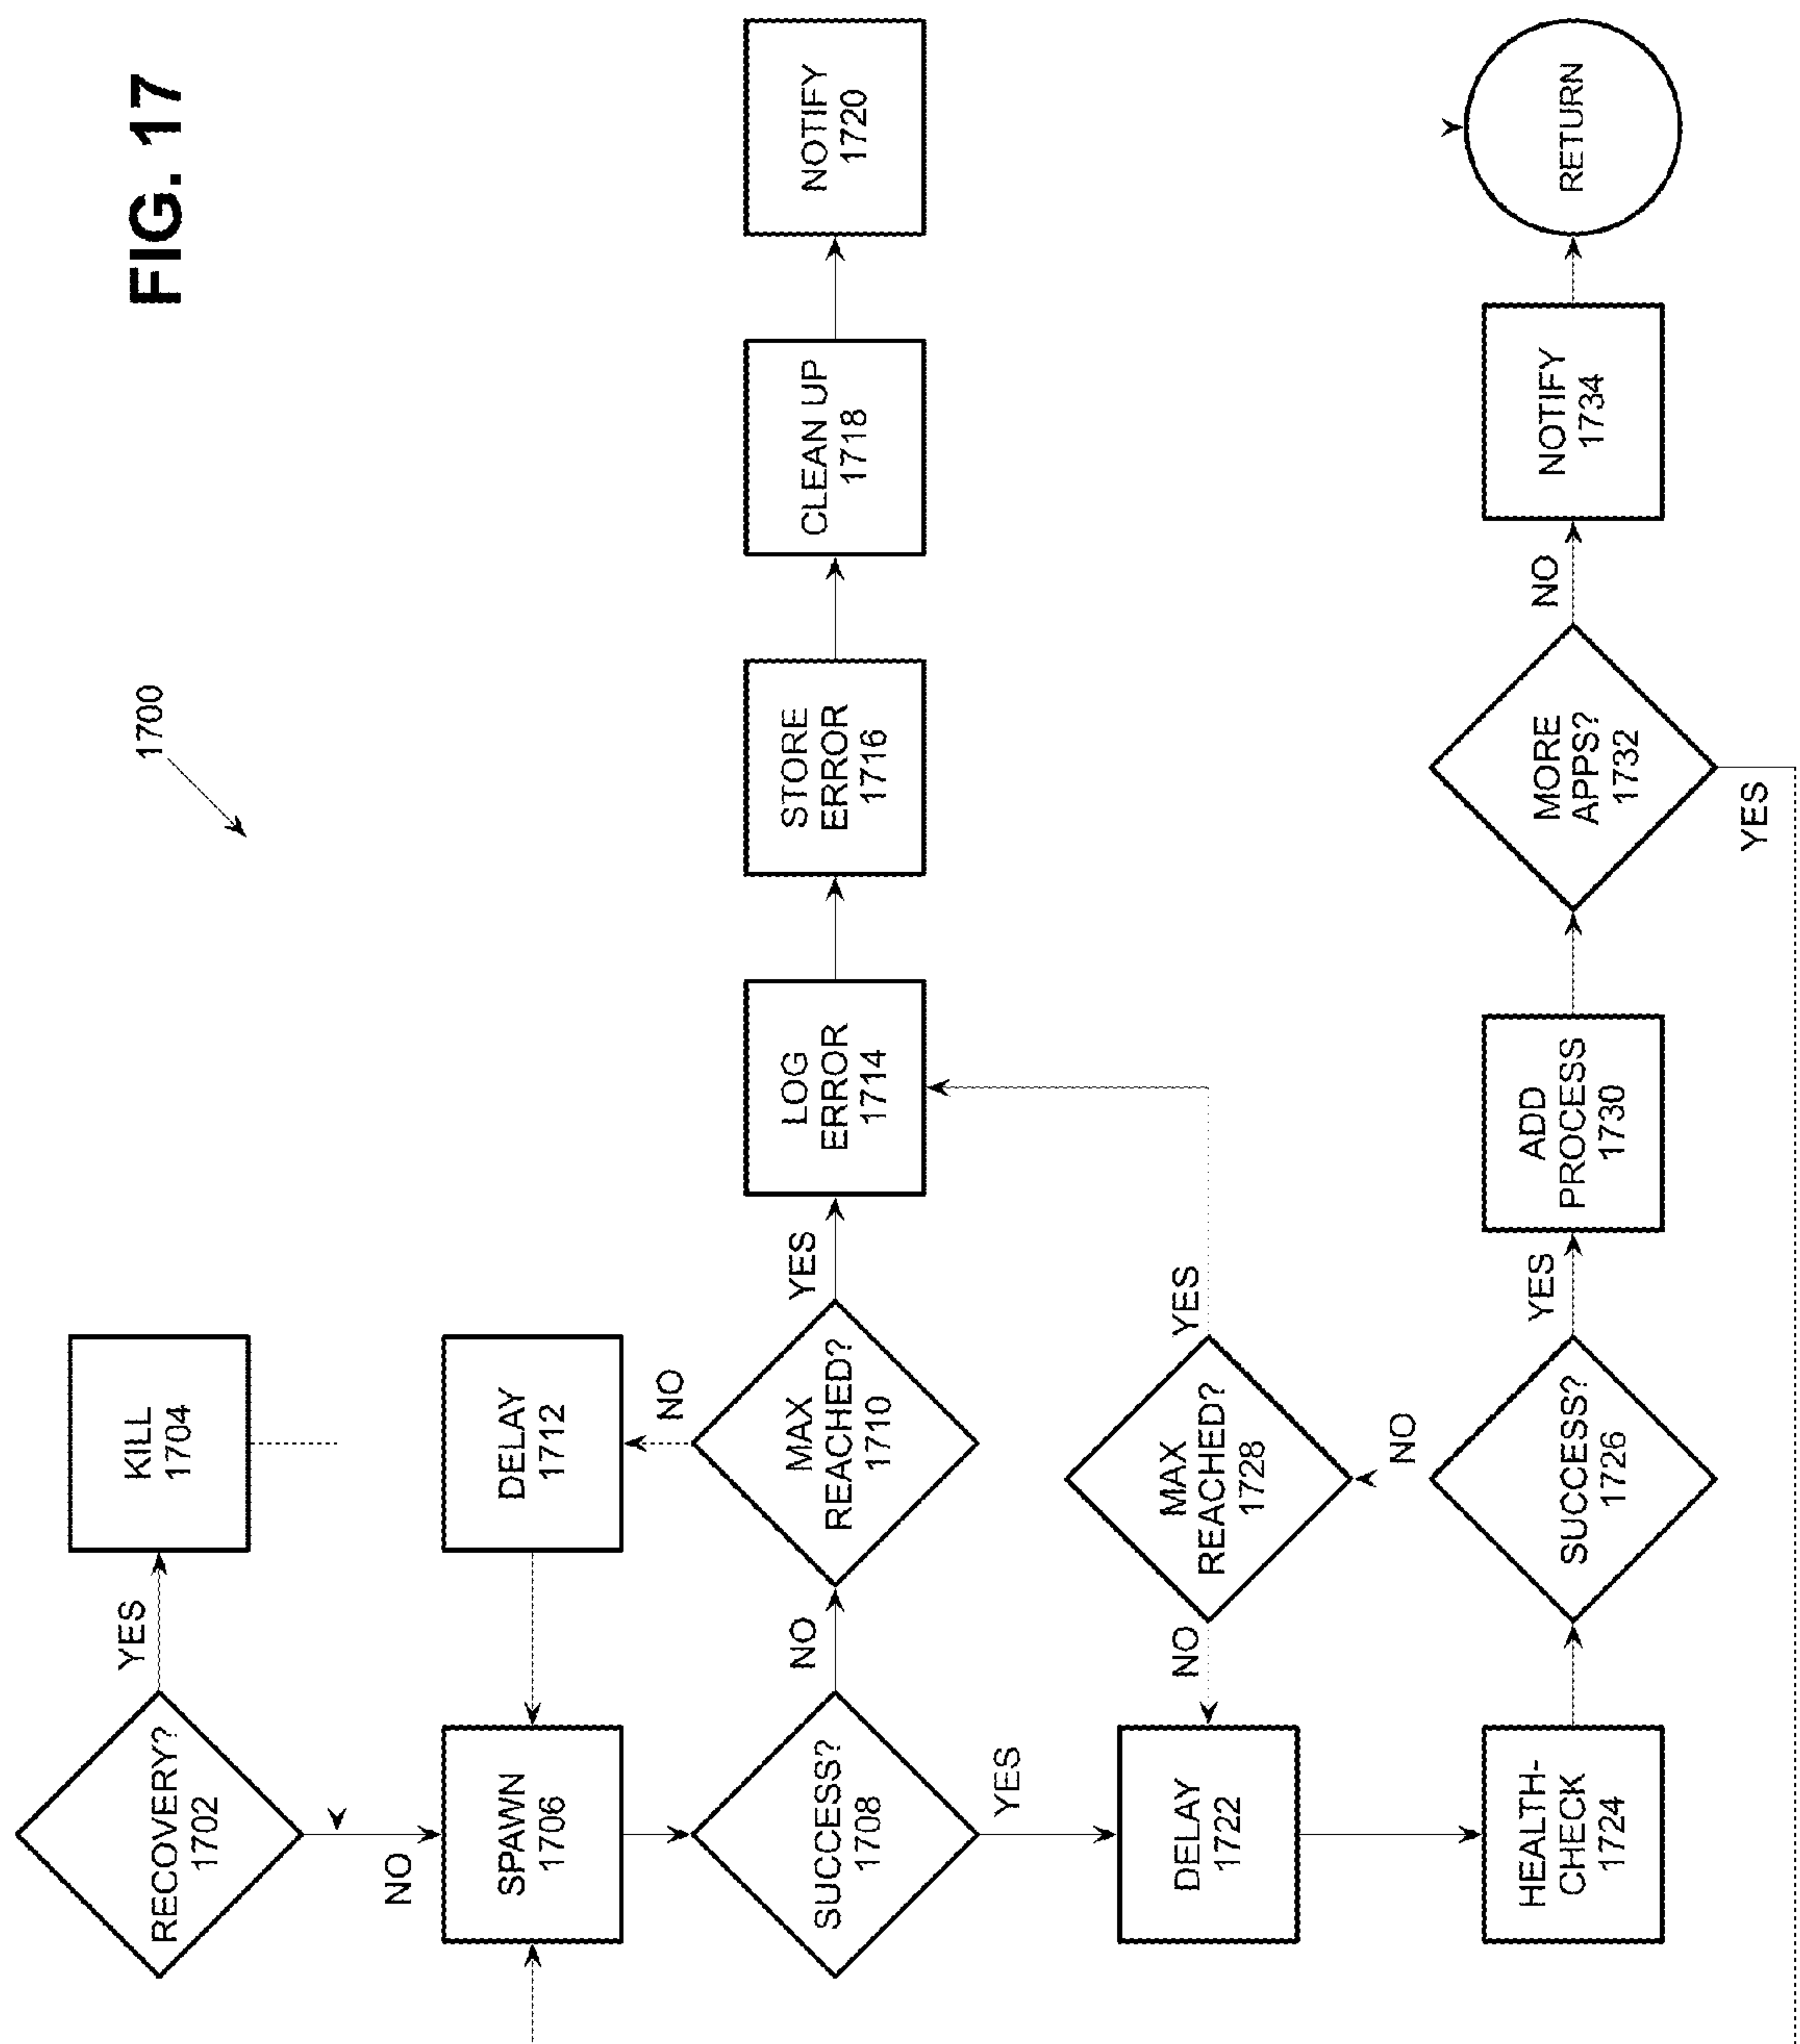 FIG. 17
1700
RECOVERY?
1702
YES
KILL
1704
NO
SPAWN
1706
DELAY
1712
NO
SUCCESS?
1708
NO
MAX
REACHED?
1710
YES
LOG
ERROR
1714
STORE
ERROR
1716
CLEAN UP
1718
NOTIFY
1720
YES
DELAY
1722
NO
MAX
REACHED?
1728
YES
NO
HEALTH-
CHECK
1724
SUCCESS?
1726
YES
ADD
PROCESS
1730
MORE
APPS?
1732
NO
NOTIFY
1734
RETURN
YES